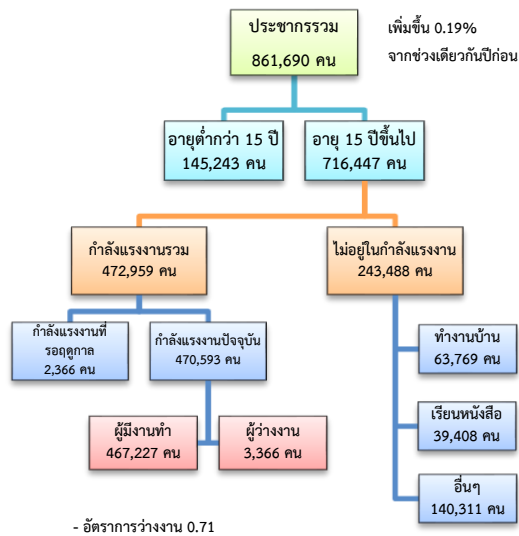 ประชากรรวม
861,690 คน
เพิ่มขึ้น 0.19%
จากช่วงเดียวกันปีก่อน
อายุต่ำกว่า 15 ปี
145,243 คน
อายุ 15 ปีขึ้นไป
716,447 คน
กำลังแรงงานรวม
472,959 คน
ไม่อยู่ในกำลังแรงงาน
243,488 คน
กำลังแรงงานที่
รอฤดูกาล
2,366 คน
กำลังแรงงานปัจจุบัน
470,593 คน
ทำงานบ้าน
63,769 คน
ผู้มีงานทำ
467,227 คน
ผู้ว่างงาน
3,366 คน
เรียนหนังสือ
39,408 คน
อื่นๆ
140,311 คน
- อัตราการว่างงาน 0.71